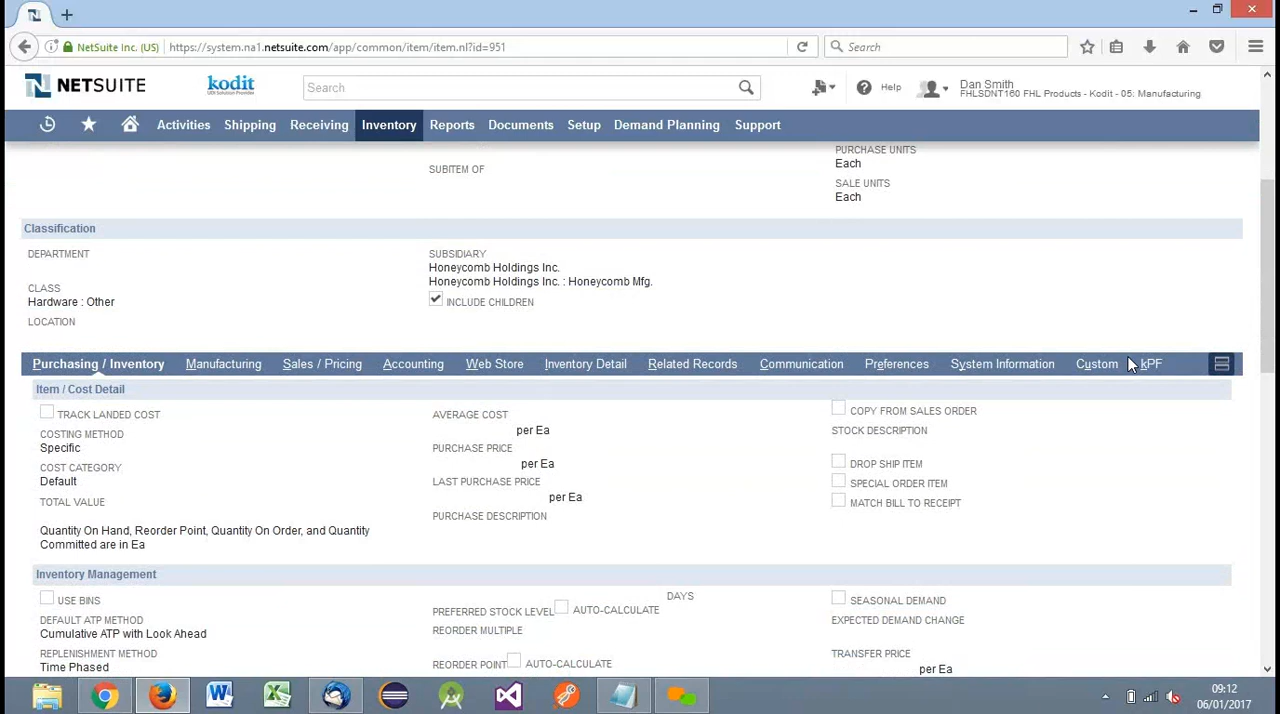 NetSuite Inc. (US)
https://system.na1.netsuite.com/app/common/item/item.nl?id=951
Search
NETSUITE
kodit
UDI Solution Provider
Search
Help
Dan Smith
FHLSDNT160 FHL Products - Kodit - 05: Manufacturing
Activities
Shipping
Receiving
Inventory
Reports
Documents
Setup
Demand Planning
Support
SUBITEM OF
PURCHASE UNITS
Each
SALE UNITS
Each
Classification
DEPARTMENT
CLASS
Hardware : Other
LOCATION
SUBSIDIARY
Honeycomb Holdings Inc.
Honeycomb Holdings Inc. : Honeycomb Mfg.
INCLUDE CHILDREN
Purchasing / Inventory
Manufacturing
Sales / Pricing
Accounting
Web Store
Inventory Detail
Related Records
Communication
Preferences
System Information
Custom
kPF
Item / Cost Detail
TRACK LANDED COST
COSTING METHOD
Specific
COST CATEGORY
Default
TOTAL VALUE
Quantity On Hand, Reorder Point, Quantity On Order, and Quantity
Committed are in Ea
AVERAGE COST
per Ea
PURCHASE PRICE
per Ea
LAST PURCHASE PRICE
per Ea
PURCHASE DESCRIPTION
COPY FROM SALES ORDER
STOCK DESCRIPTION
DROP SHIP ITEM
SPECIAL ORDER ITEM
MATCH BILL TO RECEIPT
Inventory Management
USE BINS
DEFAULT ATP METHOD
Cumulative ATP with Look Ahead
REPLENISHMENT METHOD
Time Phased
DAYS
PREFERRED STOCK LEVEL
AUTO-CALCULATE
REORDER MULTIPLE
REORDER POINT
AUTO-CALCULATE
SEASONAL DEMAND
EXPECTED DEMAND CHANGE
TRANSFER PRICE
per Ea
09:12
06/01/2017